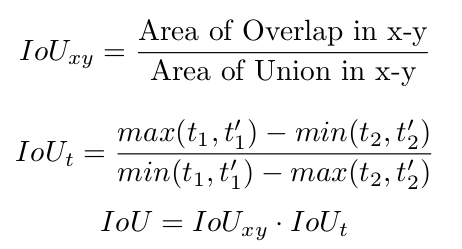 IoU_xy = Area of Overlap in x-y / Area of Union in x-y
IoU_t = max(t_1, t'_1) − min(t_2, t'_2) / min(t_1, t'_1) − max(t_2, t'_2)
IoU = IoU_xy · IoU_t